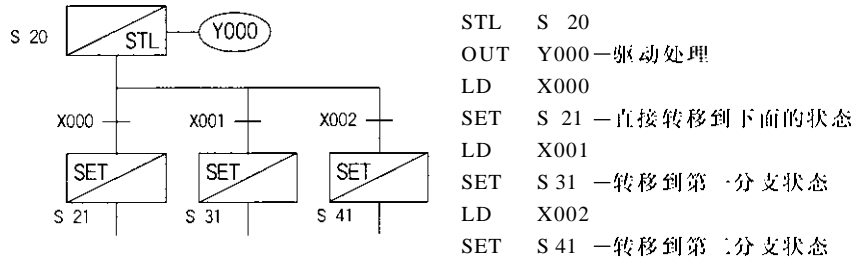 S 20
STL
Y000
X000
X001
X002
SET
SET
SET
S 21
S 31
S 41
STL S 20
OUT Y000—驱动处理
LD X000
SET S 21 —直接转移到下面的状态
LD X001
SET S 31 —转移到第一分支状态
LD X002
SET S 41 —转移到第二分支状态